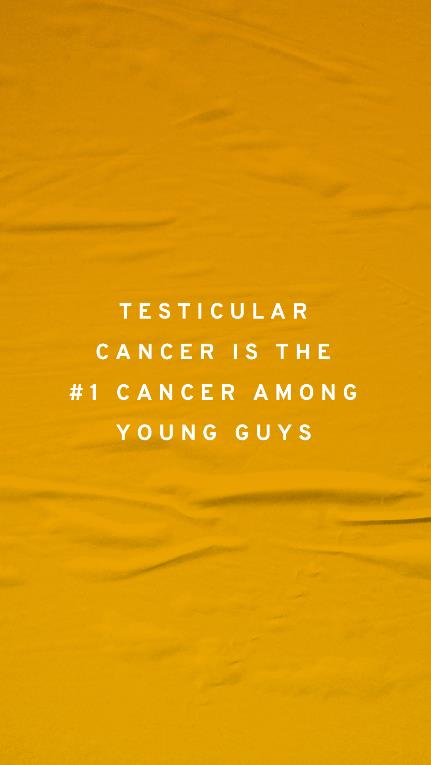 TESTICULAR
CANCER IS THE
#1 CANCER AMONG
YOUNG GUYS